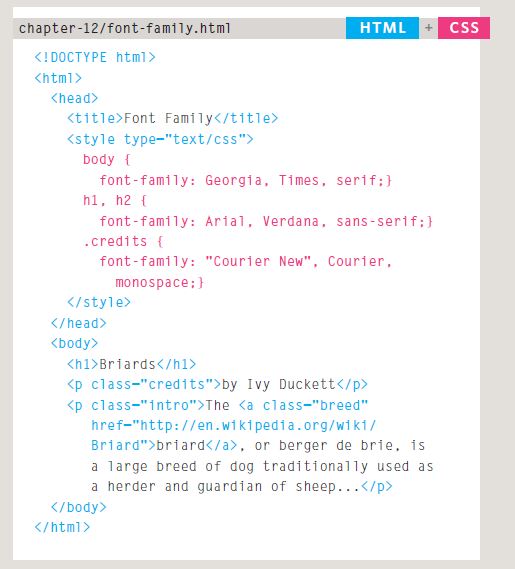 chapter-12/font-family.html HTML + CSS
<!DOCTYPE html>
<html>
<head>
<title>Font Family</title>
<style type="text/css">
body {
font-family: Georgia, Times, serif;}
h1, h2 {
font-family: Arial, Verdana, sans-serif;}
.credits {
font-family: "Courier New", Courier,
monospace;}
</style>
</head>
<body>
<h1>Briards</h1>
<p class="credits">by Ivy Duckett</p>
<p class="intro">The <a class="breed"
href="http://en.wikipedia.org/wiki/
Briard">briard</a>, or berger de brie, is
a large breed of dog traditionally used as
a herder and guardian of sheep...</p>
</body>
</html>